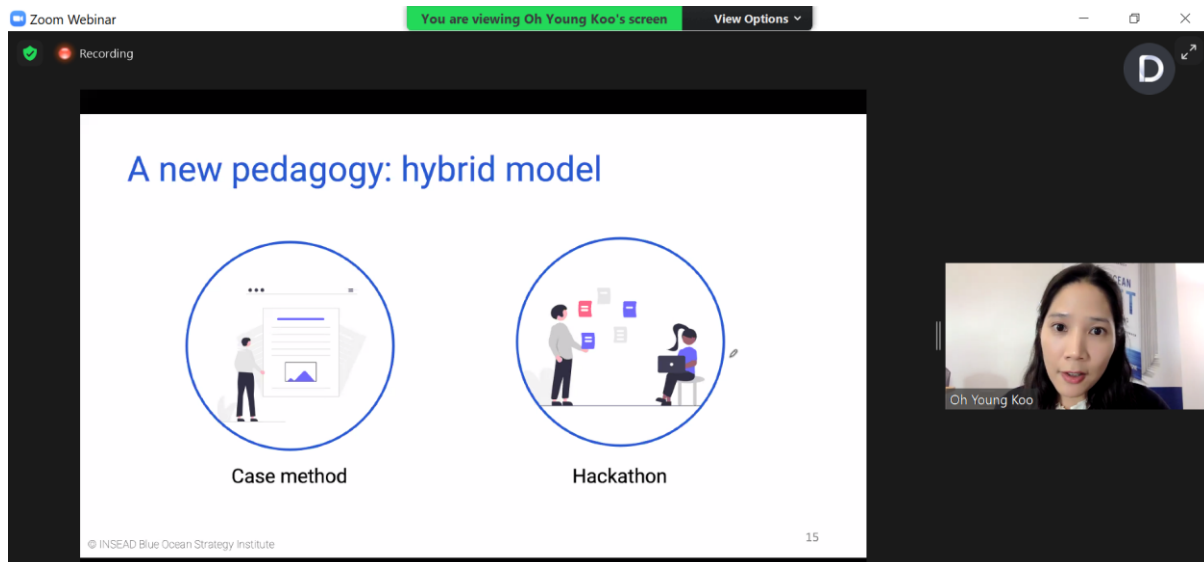 Zoom Webinar
You are viewing Oh Young Koo's screen
View Options
Recording
D
A new pedagogy: hybrid model
Case method
Hackathon
Oh Young Koo
© INSEAD Blue Ocean Strategy Institute
15